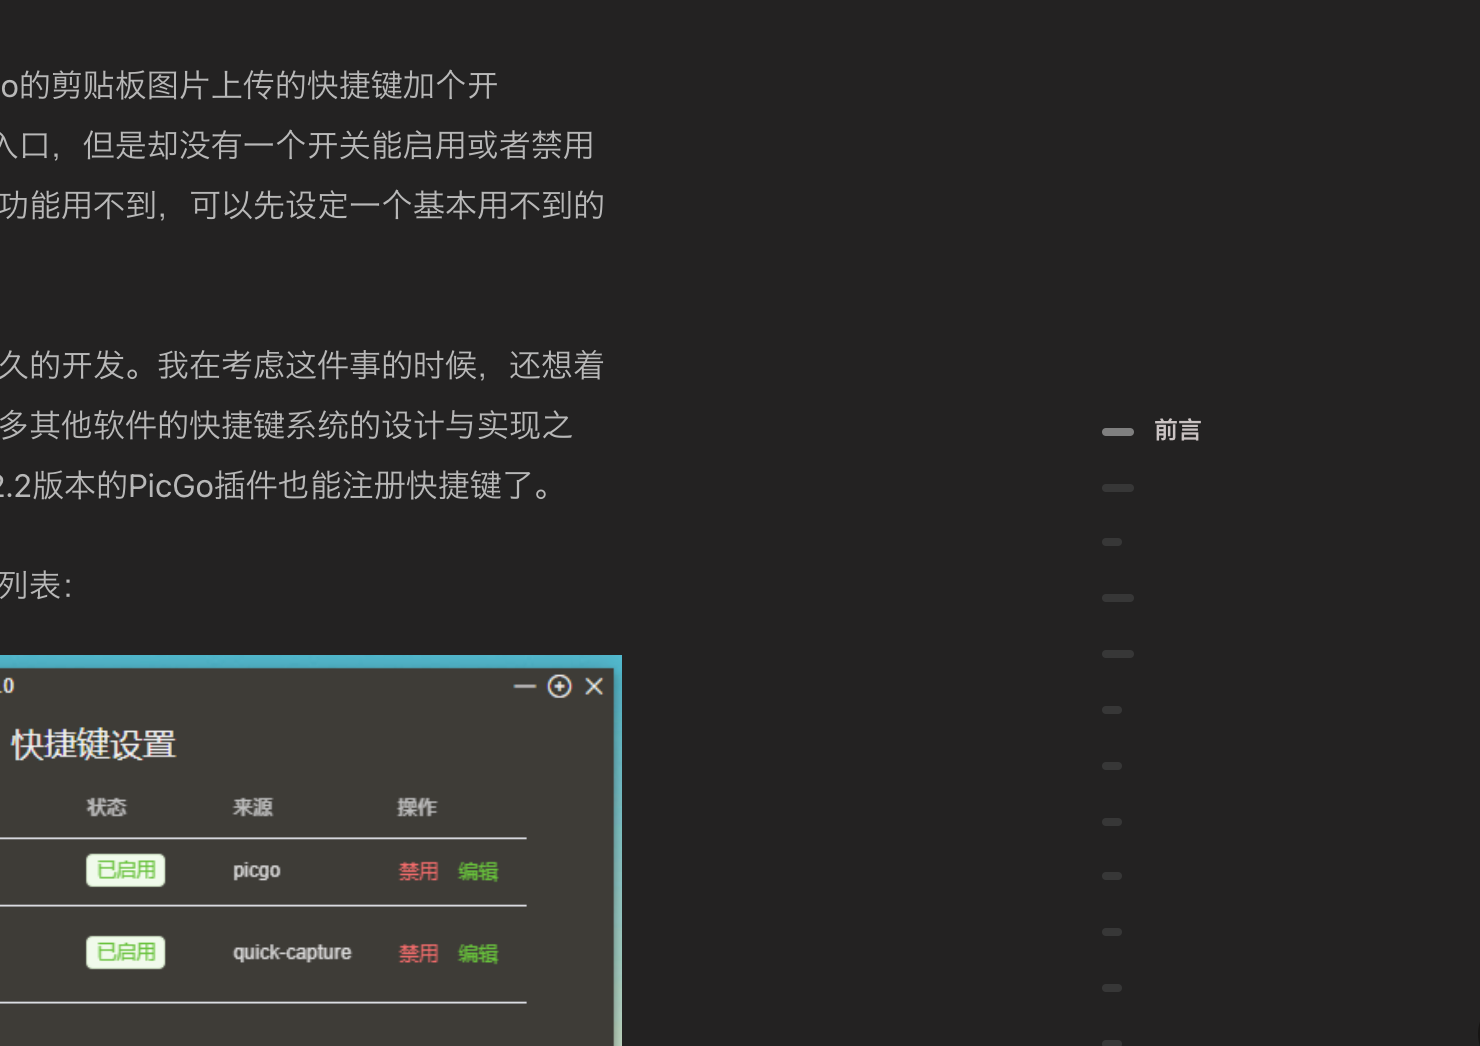 o的剪贴板图片上传的快捷键加个开
入口，但是却没有一个开关能启用或者禁用
功能用不到，可以先设定一个基本用不到的
久的开发。我在考虑这件事的时候，还想着
多其他软件的快捷键系统的设计与实现之
2.2版本的PicGo插件也能注册快捷键了。
前言
列表：
.0
快捷键设置
状态 来源 操作
已启用 picgo 禁用 编辑
已启用 quick-capture 禁用 编辑